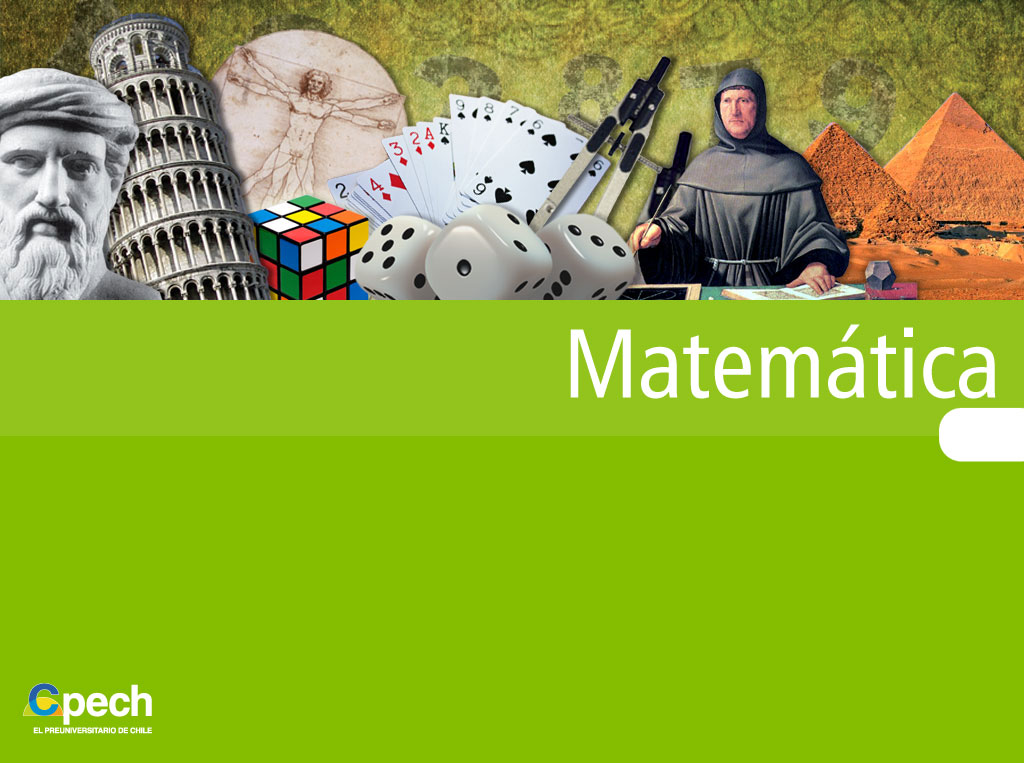 Matemática
Cpech
EL PREUNIVERSITARIO DE CHILE